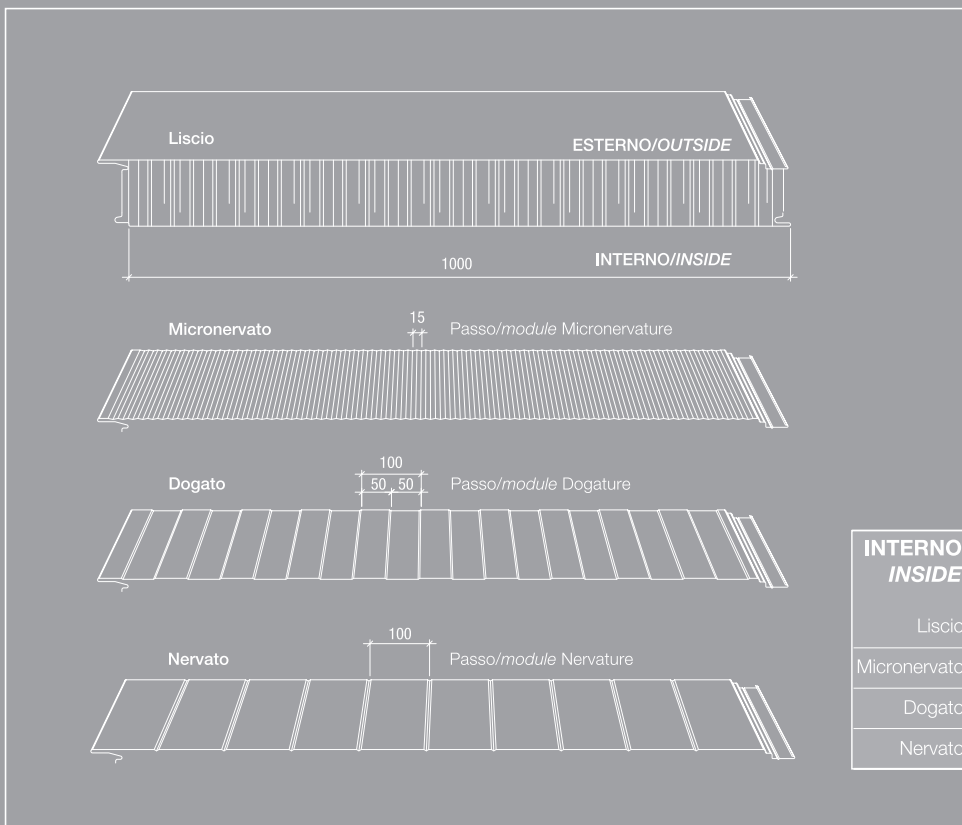 Liscio
ESTERNO/OUTSIDE
INTERNO/INSIDE
1000
Micronervato
15
Passo/module Micronervature
100
50 50
Dogato
Passo/module Dogature
100
Nervato
Passo/module Nervature
INTERNO
INSIDE
Liscio
Micronervato
Dogato
Nervato